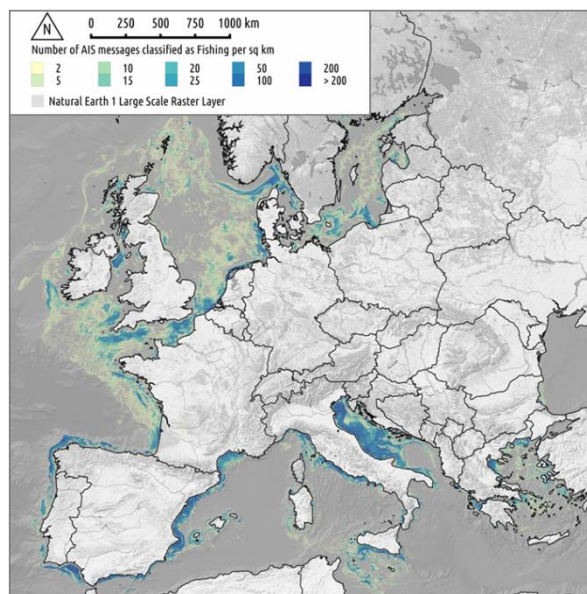 N
0 250 500 750 1000 km
Number of AIS messages classified as Fishing per sq km
2 10 20 50 200
5 15 25 100 > 200
Natural Earth 1 Large Scale Raster Layer